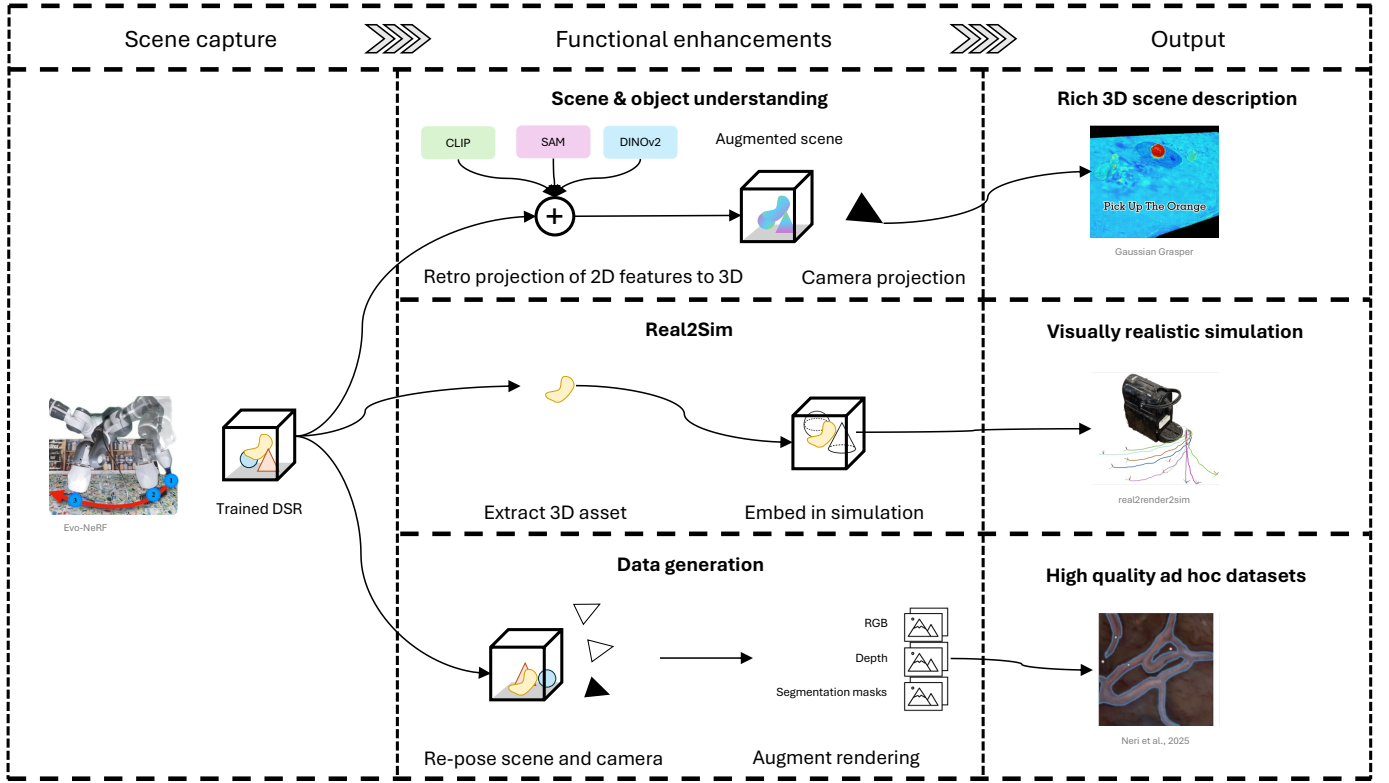 Scene capture
Functional enhancements
Output
Scene & object understanding
Rich 3D scene description
CLIP
SAM
DINOv2
Augmented scene
+
Pick Up The Orange
Gaussian Grasper
Retro projection of 2D features to 3D
Camera projection
Real2Sim
Visually realistic simulation
1
2
3
Evo-NeRF
Trained DSR
Extract 3D asset
Embed in simulation
real2render2sim
Data generation
High quality ad hoc datasets
RGB
Depth
Segmentation masks
Neri et al., 2025
Re-pose scene and camera
Augment rendering